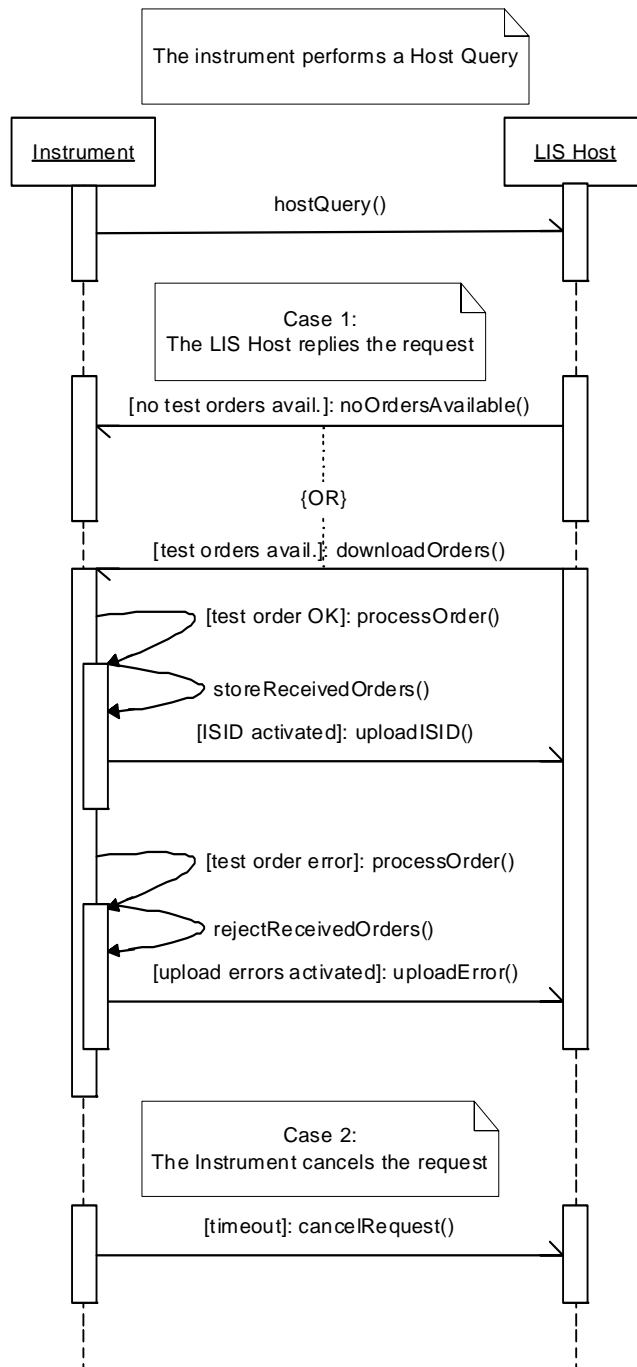 The instrument performs a Host Query
Instrument
LIS Host
hostQuery()
Case 1:
The LIS Host replies the request
[no test orders avail.]: noOrdersAvailable()
{OR}
[test orders avail.]: downloadOrders()
[test order OK]: processOrder()
storeReceivedOrders()
[ISID activated]: uploadISID()
[test order error]: processOrder()
rejectReceivedOrders()
[upload errors activated]: uploadError()
Case 2:
The Instrument cancels the request
[timeout]: cancelRequest()